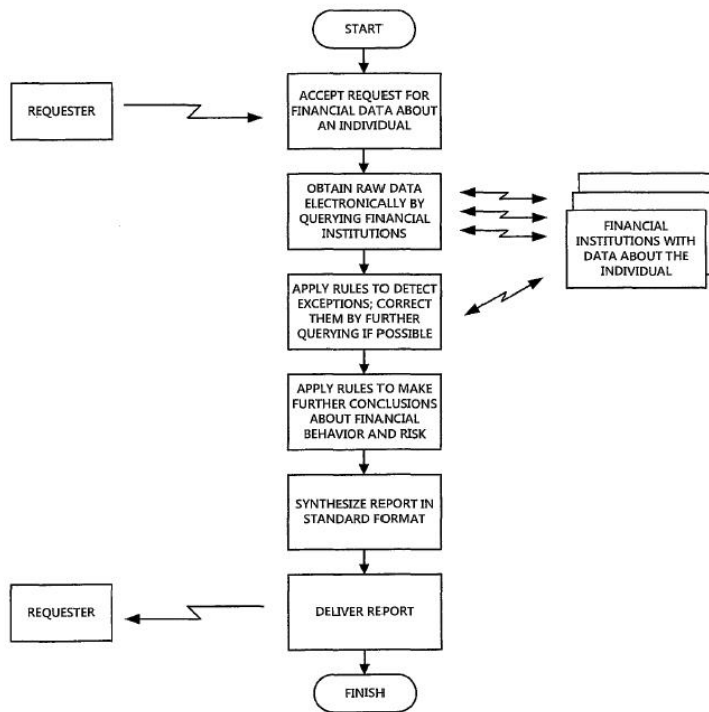 START
REQUESTER
ACCEPT REQUEST FOR
FINANCIAL DATA ABOUT
AN INDIVIDUAL
OBTAIN RAW DATA
ELECTRONICALLY BY
QUERYING FINANCIAL
INSTITUTIONS
FINANCIAL
INSTITUTIONS WITH
DATA ABOUT THE
INDIVIDUAL
APPLY RULES TO DETECT
EXCEPTIONS; CORRECT
THEM BY FURTHER
QUERYING IF POSSIBLE
APPLY RULES TO MAKE
FURTHER CONCLUSIONS
ABOUT FINANCIAL
BEHAVIOR AND RISK
SYNTHESIZE REPORT IN
STANDARD FORMAT
REQUESTER
DELIVER REPORT
FINISH